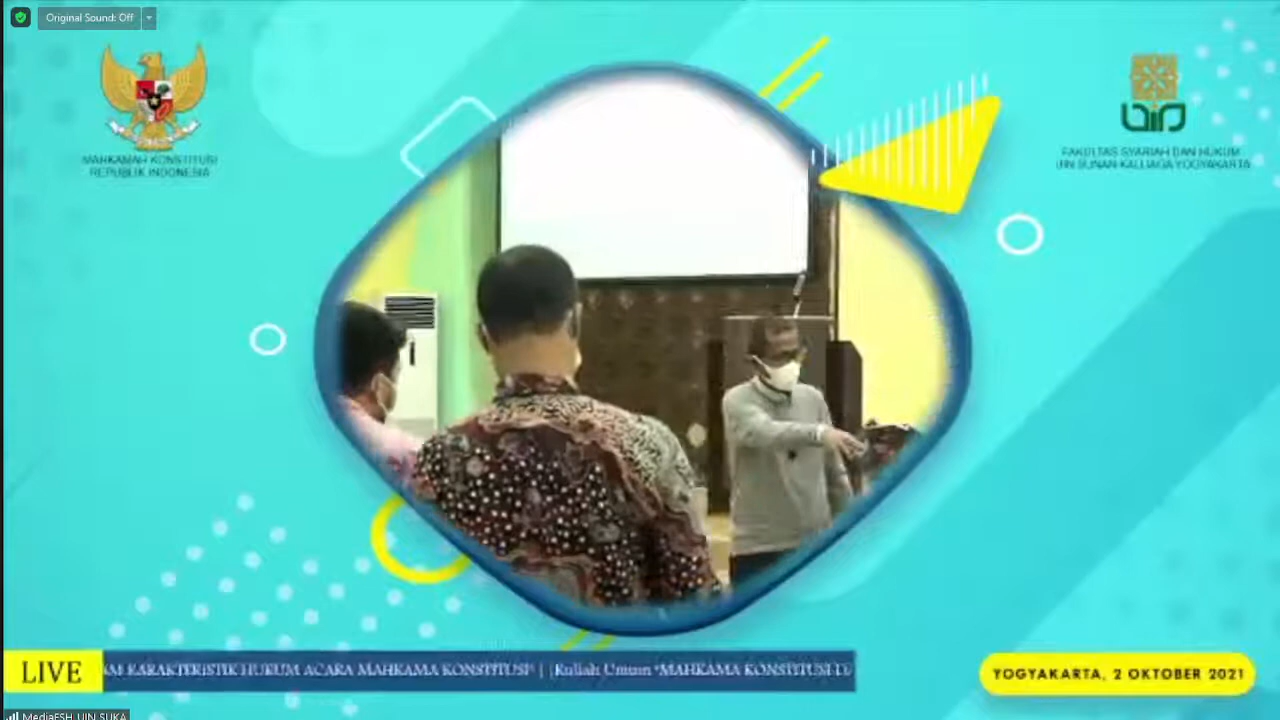 Original Sound: Off
MAHKAMAH KONSTITUSI
REPUBLIK INDONESIA
uin
FAKULTAS SYARIAH DAN HUKUM
UIN SUNAN KALIJAGA YOGYAKARTA
LIVE
KARAKTERISTIK HUKUM ACARA MAHKAMA KONSTITUSI" | |Kuliah Umum "MAHKAMA KONSTITUSI
YOGYAKARTA, 2 OKTOBER 2021
MediaFSH_UIN SUKA